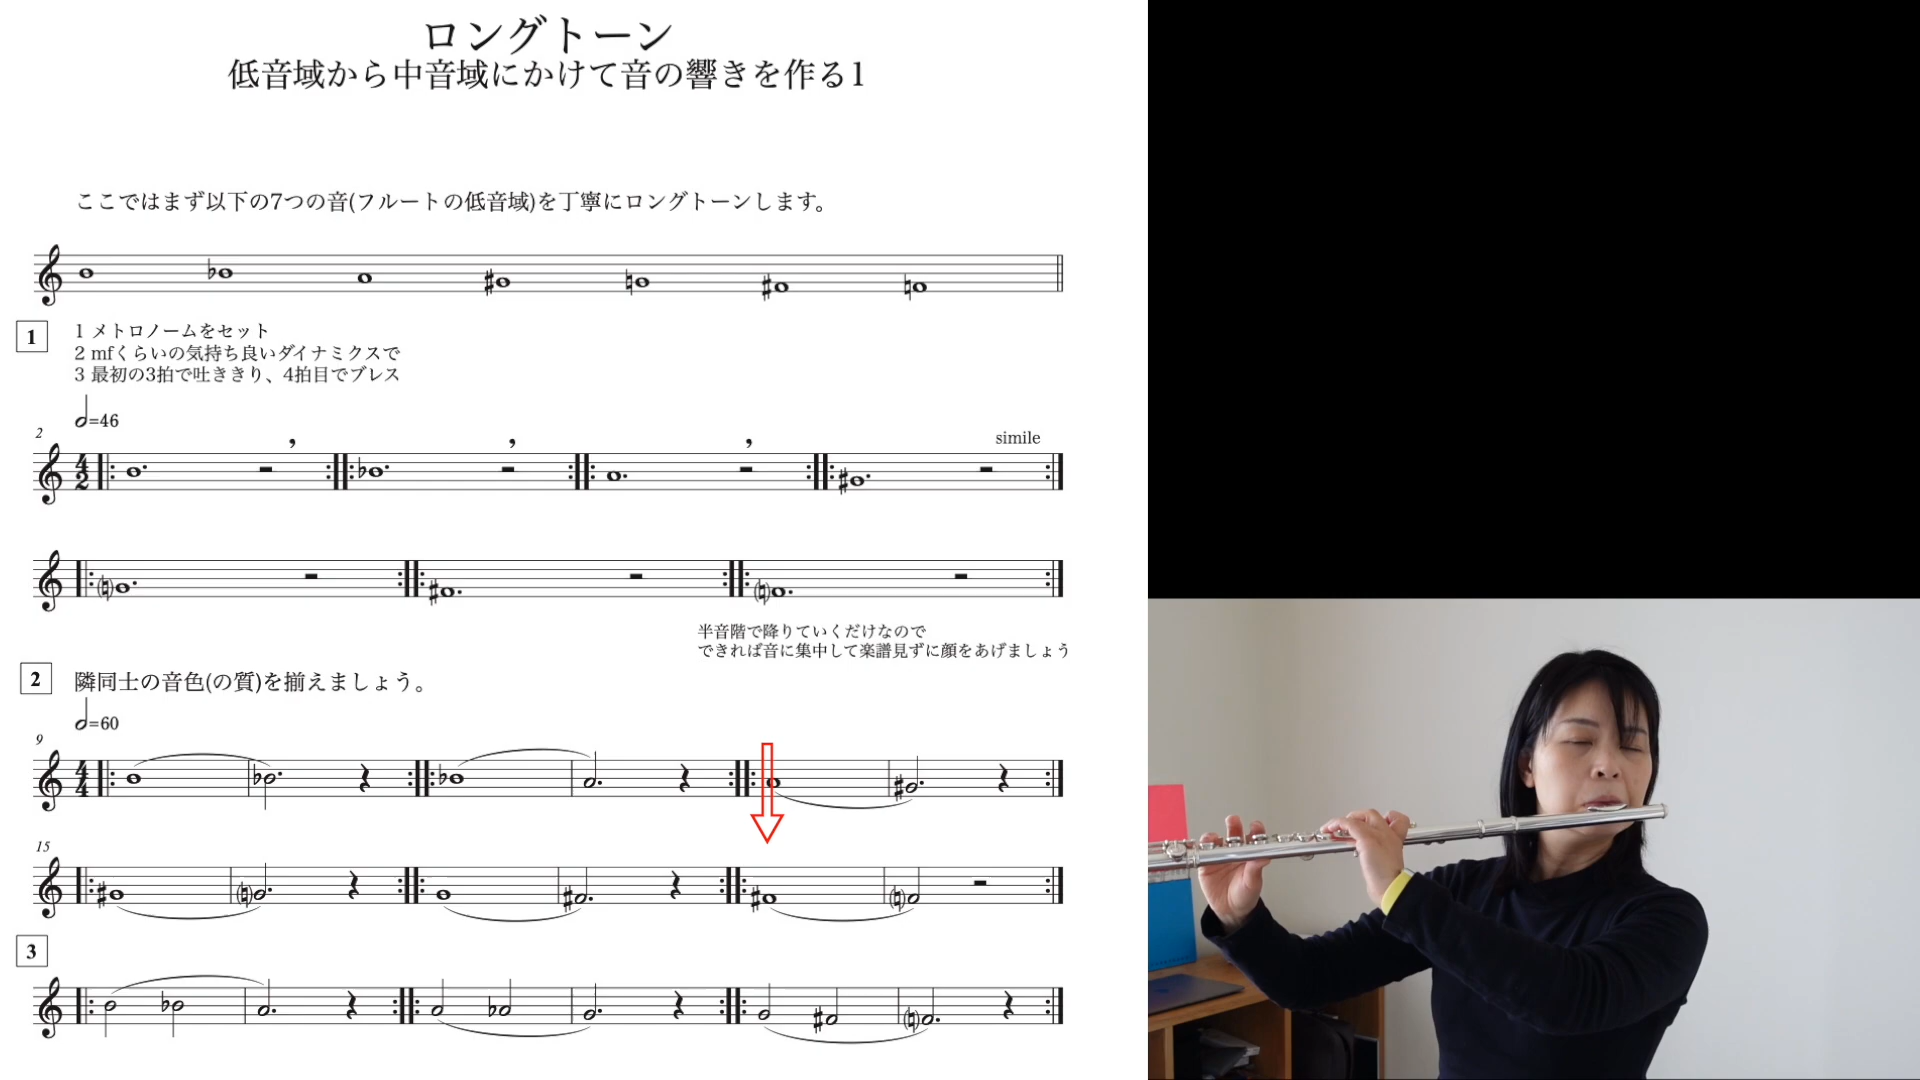 ロングトーン
低音域から中音域にかけて音の響きを作る1
ここではまず以下の7つの音(フルートの低音域)を丁寧にロングトーンします。
1
1 メトロノームをセット
2 mfくらいの気持ち良いダイナミクスで
3 最初の3拍で吐ききり、4拍目でブレス
=46
2
simile
半音階で降りていくだけなので
できれば音に集中して楽譜見ずに顔をあげましょう
2
隣同士の音色(の質)を揃えましょう。
=60
9
15
3